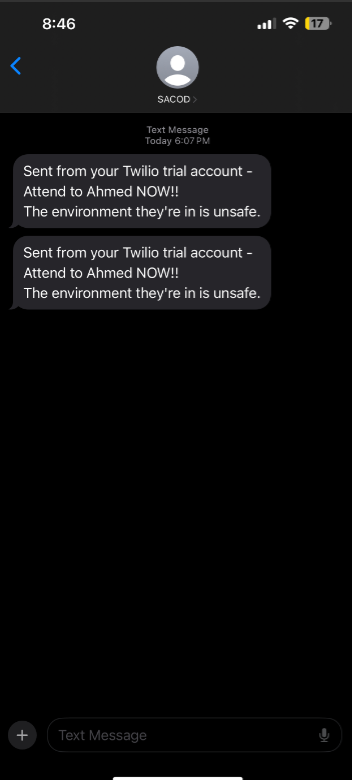 8:46
17
SACOD
Text Message
Today 6:07 PM
Sent from your Twilio trial account -
Attend to Ahmed NOW!!
The environment they're in is unsafe.
Sent from your Twilio trial account -
Attend to Ahmed NOW!!
The environment they're in is unsafe.
Text Message